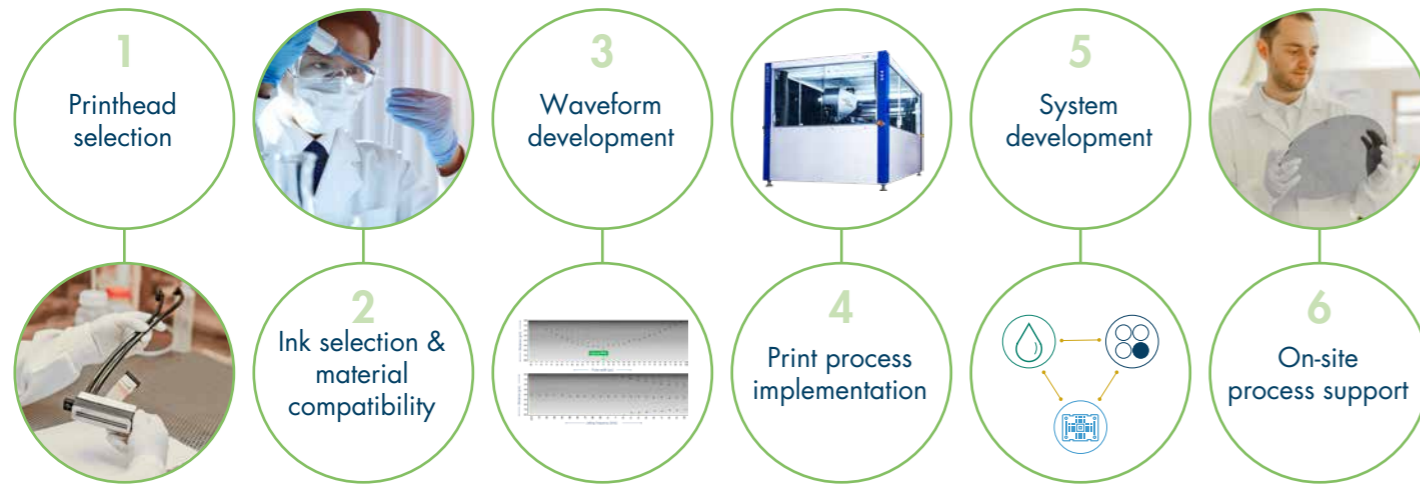 1
Printhead
selection
2
Ink selection &
material
compatibility
3
Waveform
development
4
Print process
implementation
5
System
development
6
On-site
process support